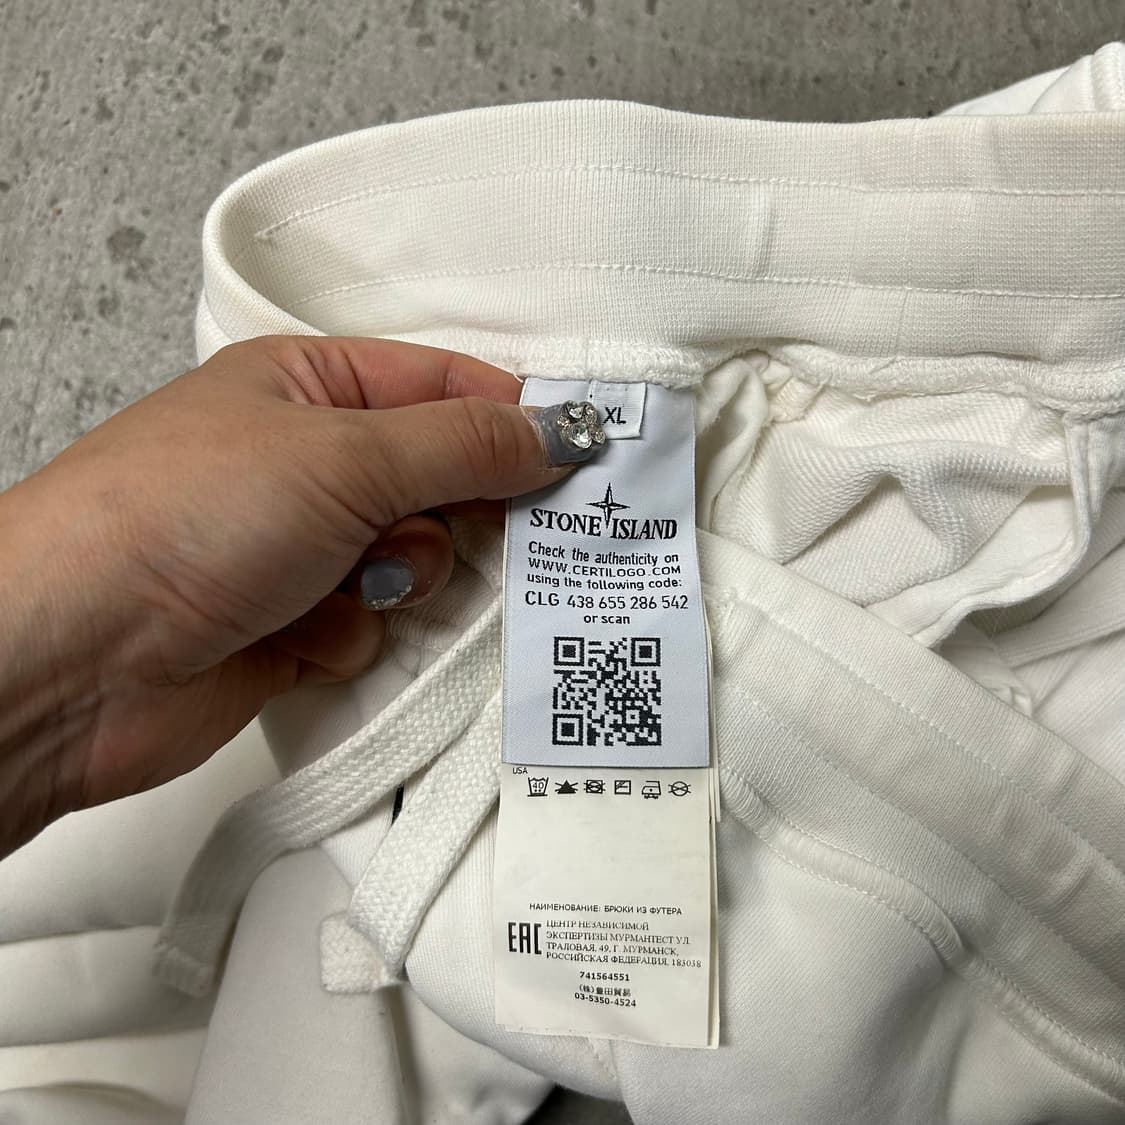 XL
STONE ISLAND
Check the authenticity on
WWW.CERTILOGO.COM
using the following code:
CLG 438 655 286 542
or scan
USA
40
НАИМЕНОВАНИЕ: БРЮКИ ИЗ ФУТЕРА
EAC
ЦЕНТР НЕЗАВИСИМОЙ
ЭКСПЕРТИЗЫ МУРМАНТЕСТ УЛ.
ТРАЛОВАЯ, 49, Г. МУРМАНСК,
РОССИЙСКАЯ ФЕДЕРАЦИЯ, 183038
741564551
(株)豊田貿易
03-5350-4524